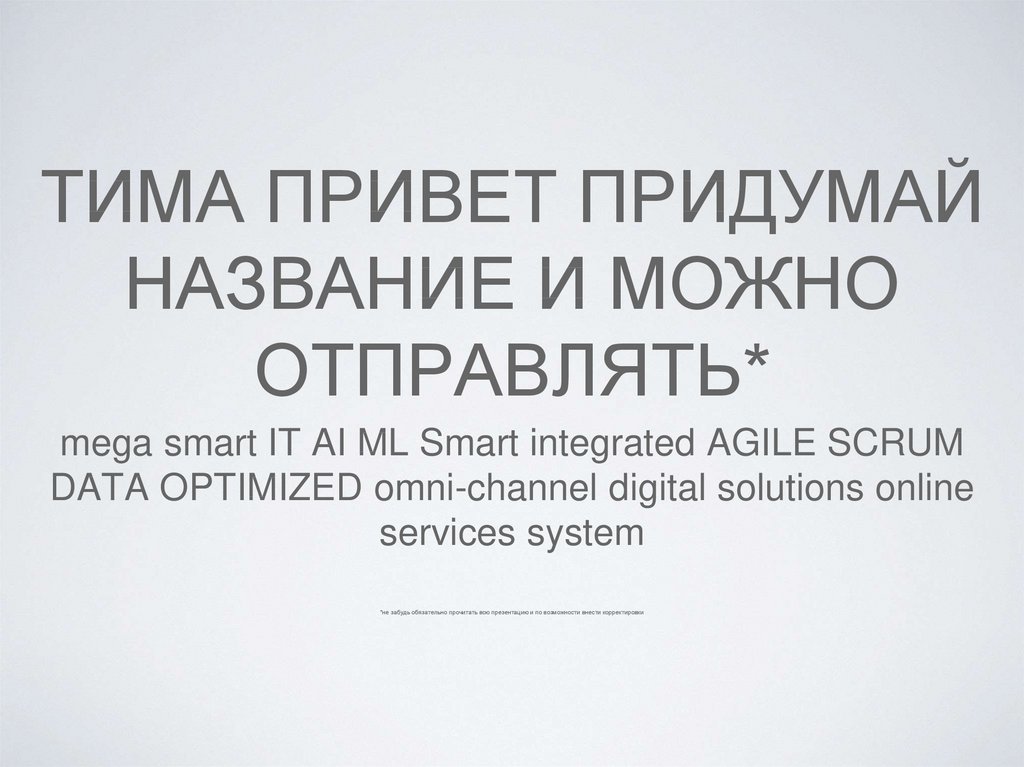 ТИМА ПРИВЕТ ПРИДУМАЙ
НАЗВАНИЕ И МОЖНО
ОТПРАВЛЯТЬ*
mega smart IT AI ML Smart integrated AGILE SCRUM
DATA OPTIMIZED omni-channel digital solutions online
services system
*не забудь обязательно прочитать всю презентацию и по возможности внести корректировки